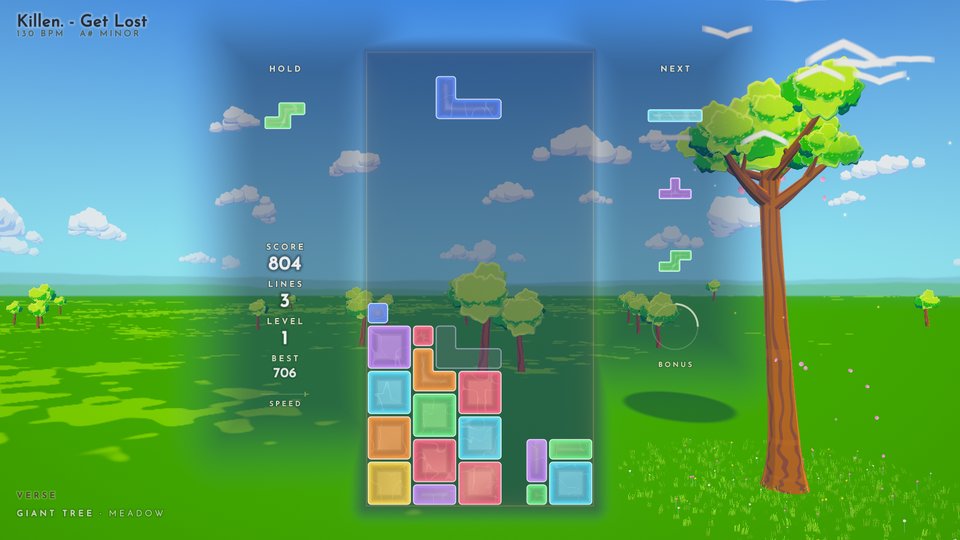 Killen. - Get Lost
130 BPM A# MINOR
HOLD
NEXT
SCORE
804
LINES
3
LEVEL
1
BEST
706
SPEED
BONUS
VERSE
GIANT TREE · MEADOW